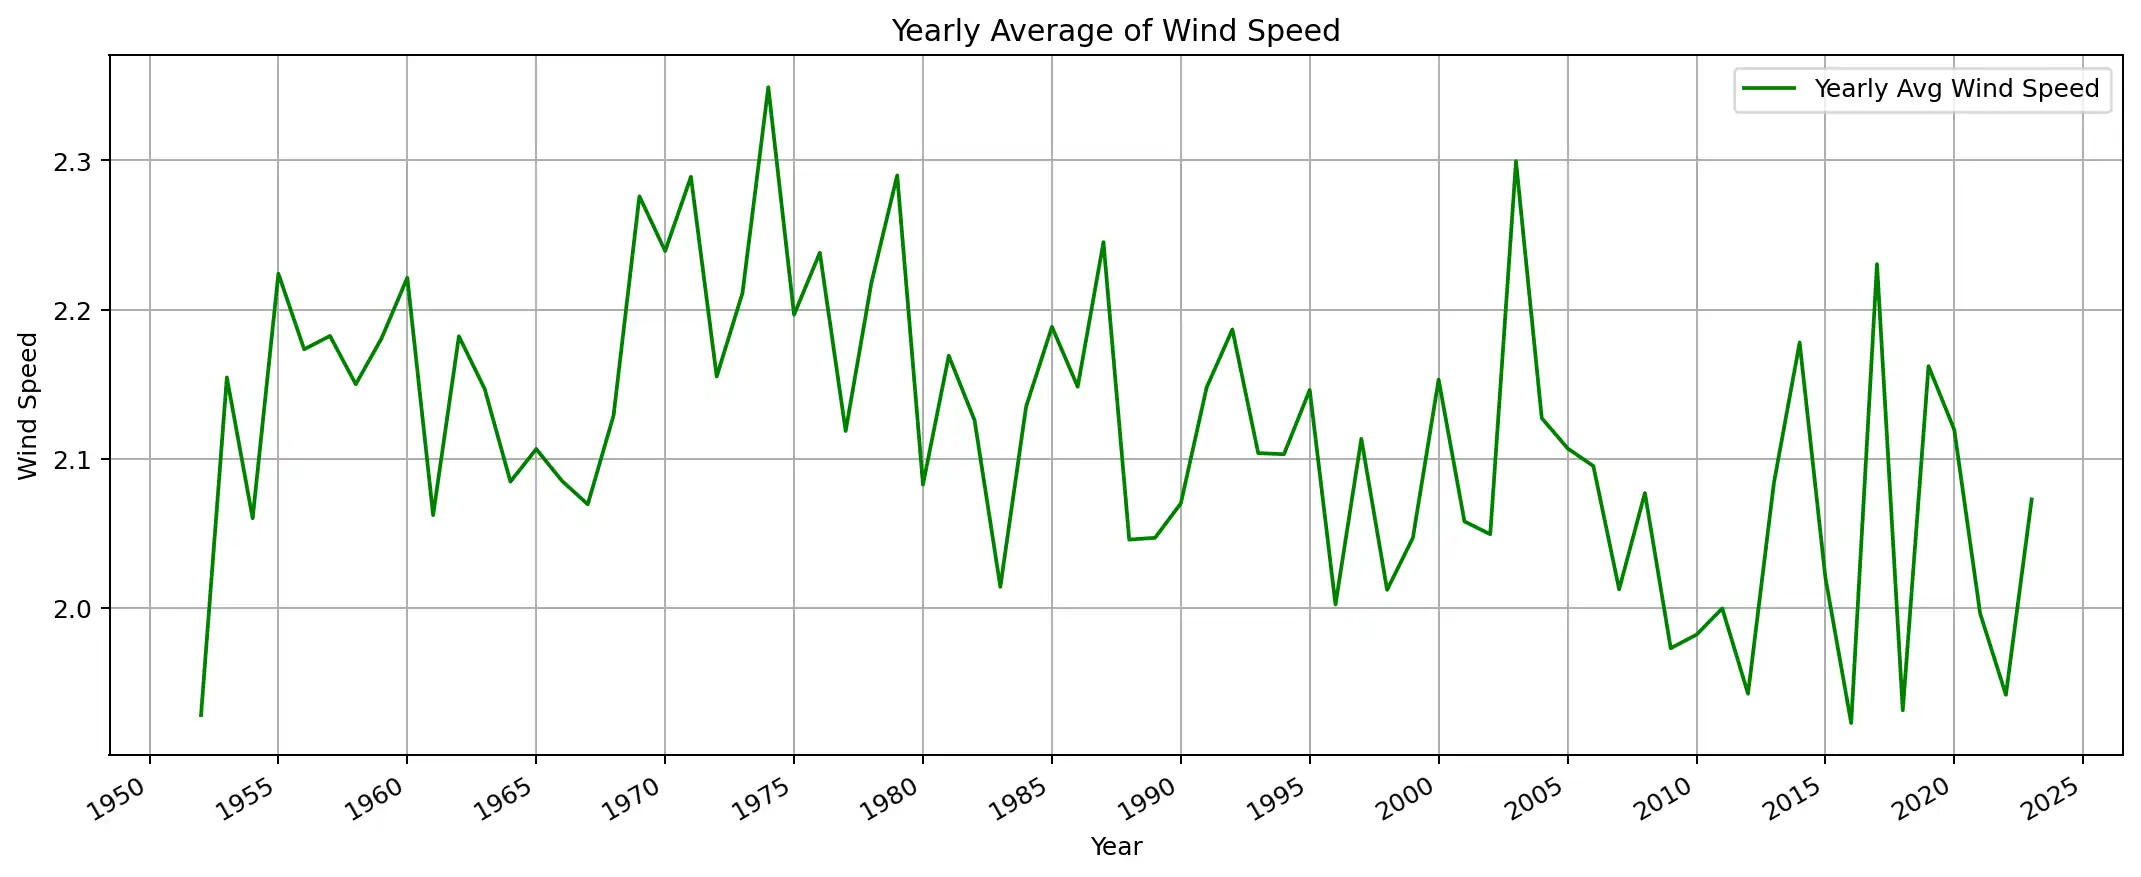 Yearly Average of Wind Speed
Yearly Avg Wind Speed
Wind Speed
2.3
2.2
2.1
2.0
1950 1955 1960 1965 1970 1975 1980 1985 1990 1995 2000 2005 2010 2015 2020 2025
Year